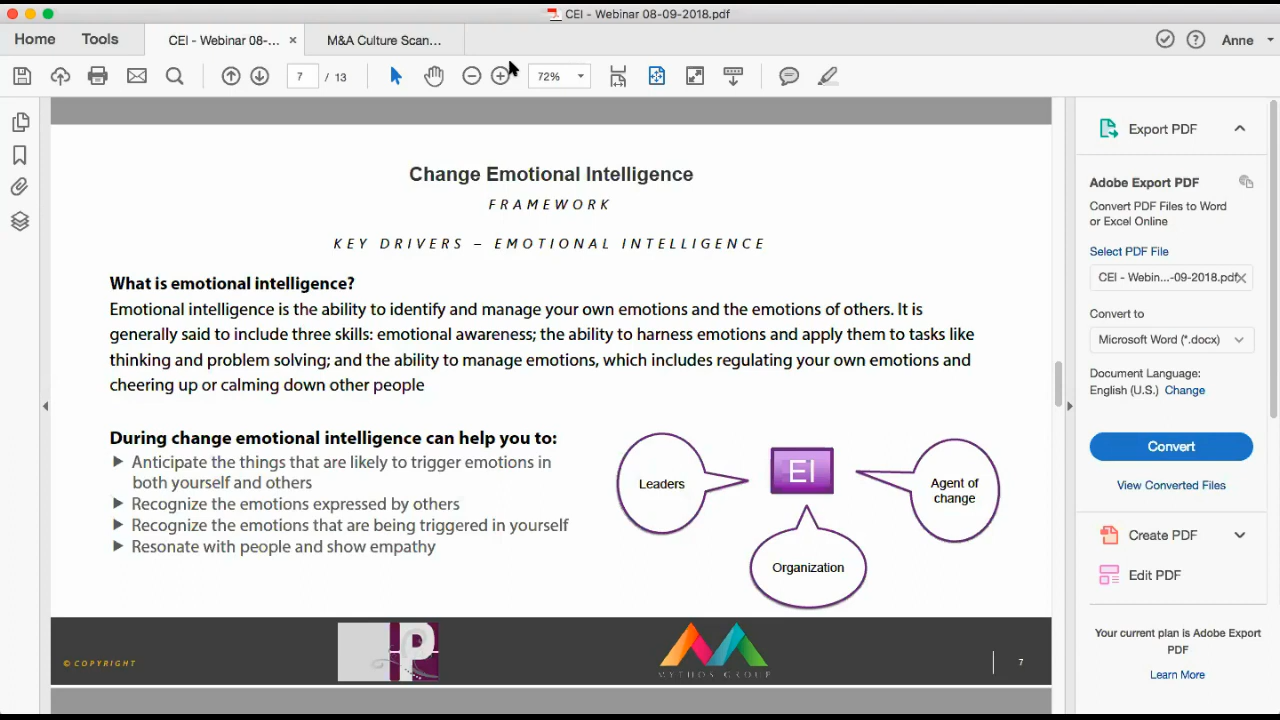 CEI - Webinar 08-09-2018.pdf
Home
Tools
CEI - Webinar 08-...
M&A Culture Scan...
Anne
7
/ 13
72%
Change Emotional Intelligence
FRAMEWORK
KEY DRIVERS – EMOTIONAL INTELLIGENCE
What is emotional intelligence?
Emotional intelligence is the ability to identify and manage your own emotions and the emotions of others. It is
generally said to include three skills: emotional awareness; the ability to harness emotions and apply them to tasks like
thinking and problem solving; and the ability to manage emotions, which includes regulating your own emotions and
cheering up or calming down other people
During change emotional intelligence can help you to:
Anticipate the things that are likely to trigger emotions in
both yourself and others
Recognize the emotions expressed by others
Recognize the emotions that are being triggered in yourself
Resonate with people and show empathy
Leaders
EI
Agent of
change
Organization
© COPYRIGHT
P
MYTHOS GROUP
7
Export PDF
Adobe Export PDF
Convert PDF Files to Word
or Excel Online
Select PDF File
CEI - Webin...-09-2018.pdf
Convert to
Microsoft Word (*.docx)
Document Language:
English (U.S.) Change
Convert
View Converted Files
Create PDF
Edit PDF
Your current plan is Adobe Export
PDF
Learn More